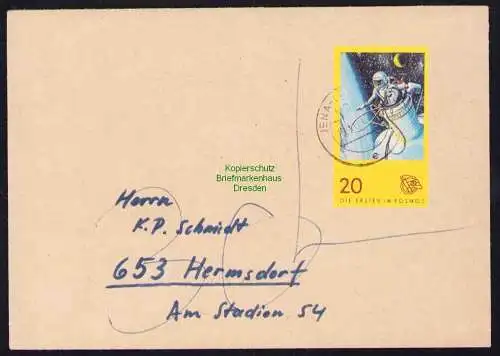 JENA
20
DIE ERSTEN IM KOSMOS
Kopierschutz
Briefmarkenhaus
Dresden
Herrn
K.P. Schmidt
653 Hermsdorf
Am Stadion 54